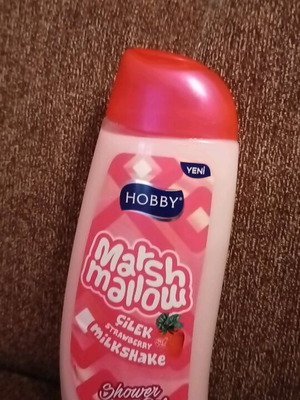 YENİ
HOBBY®
Marsh
mallow
ÇİLEK
STRAWBERRY
milkshake
Shower